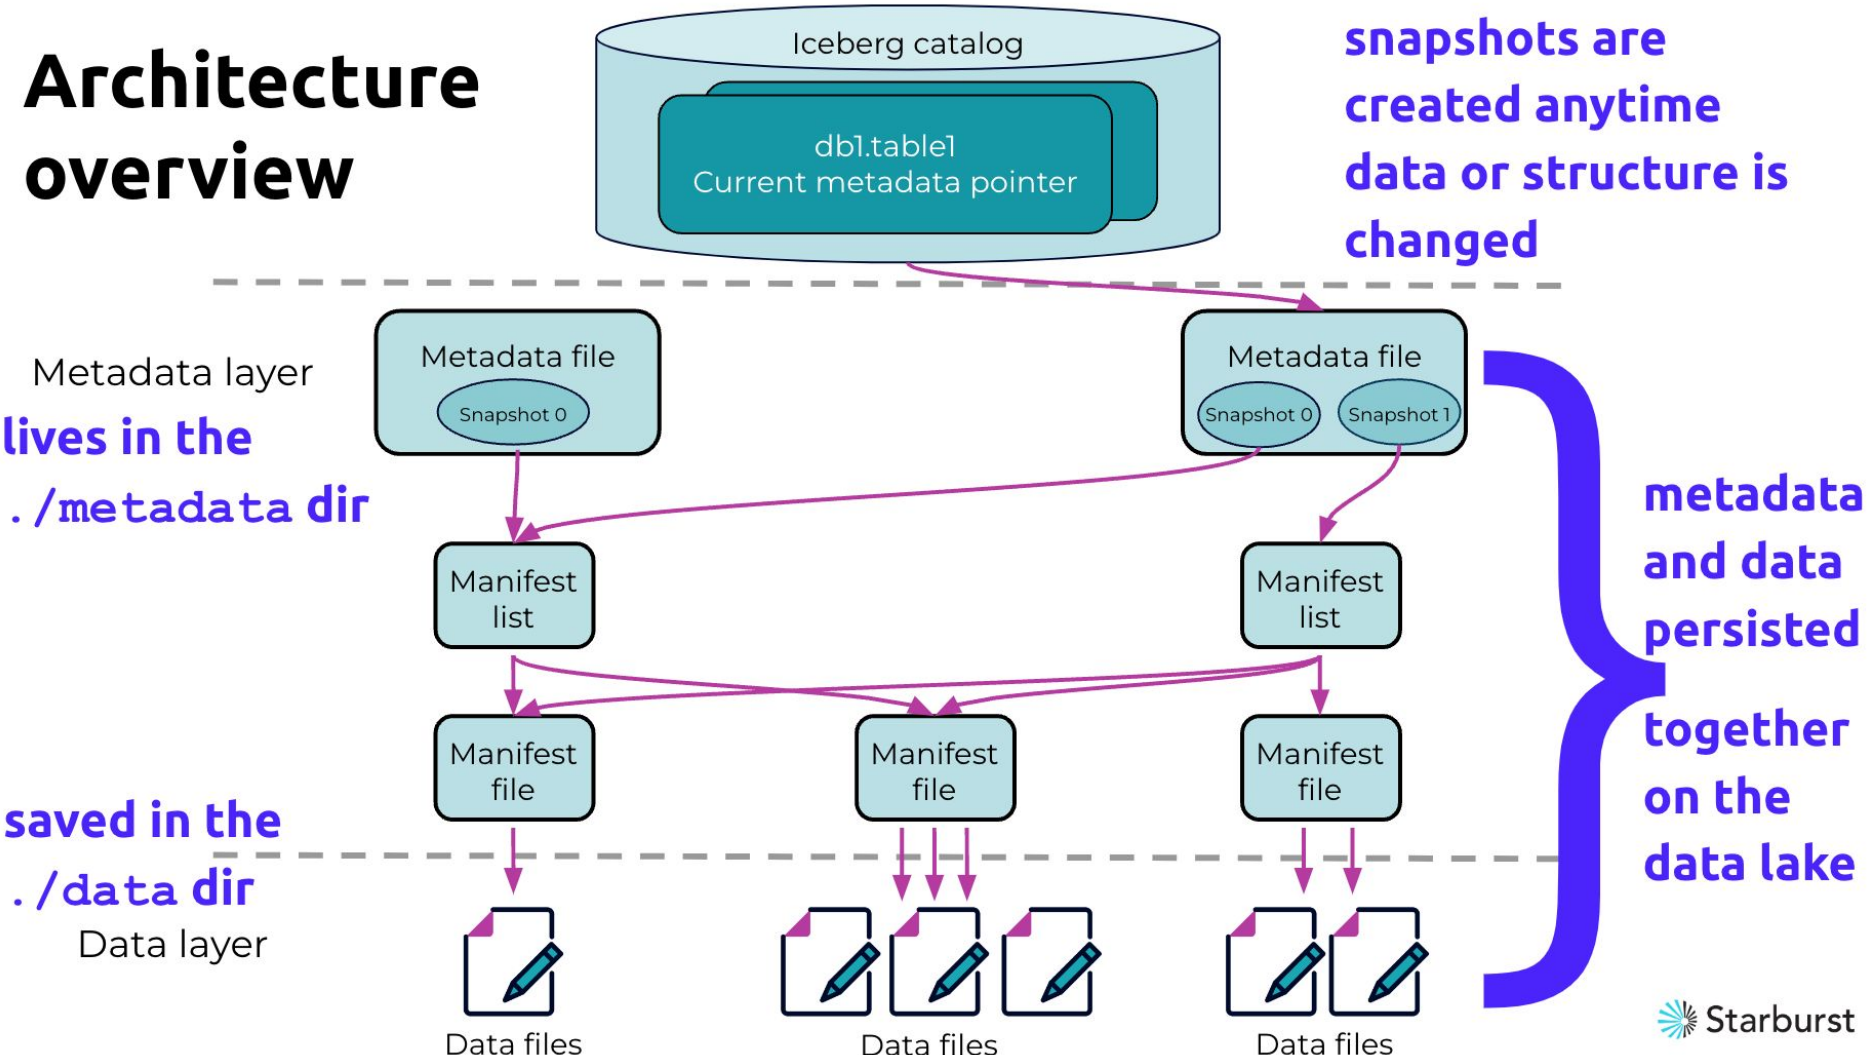 Architecture
overview
Iceberg catalog
db1.table1
Current metadata pointer
snapshots are
created anytime
data or structure is
changed
Metadata layer
lives in the
./metadata dir
Metadata file
Snapshot 0
Metadata file
Snapshot 0
Snapshot 1
Manifest
list
Manifest
list
metadata
and data
persisted
together
on the
data lake
Manifest
file
Manifest
file
Manifest
file
saved in the
./data dir
Data layer
Data files
Data files
Data files
Starburst